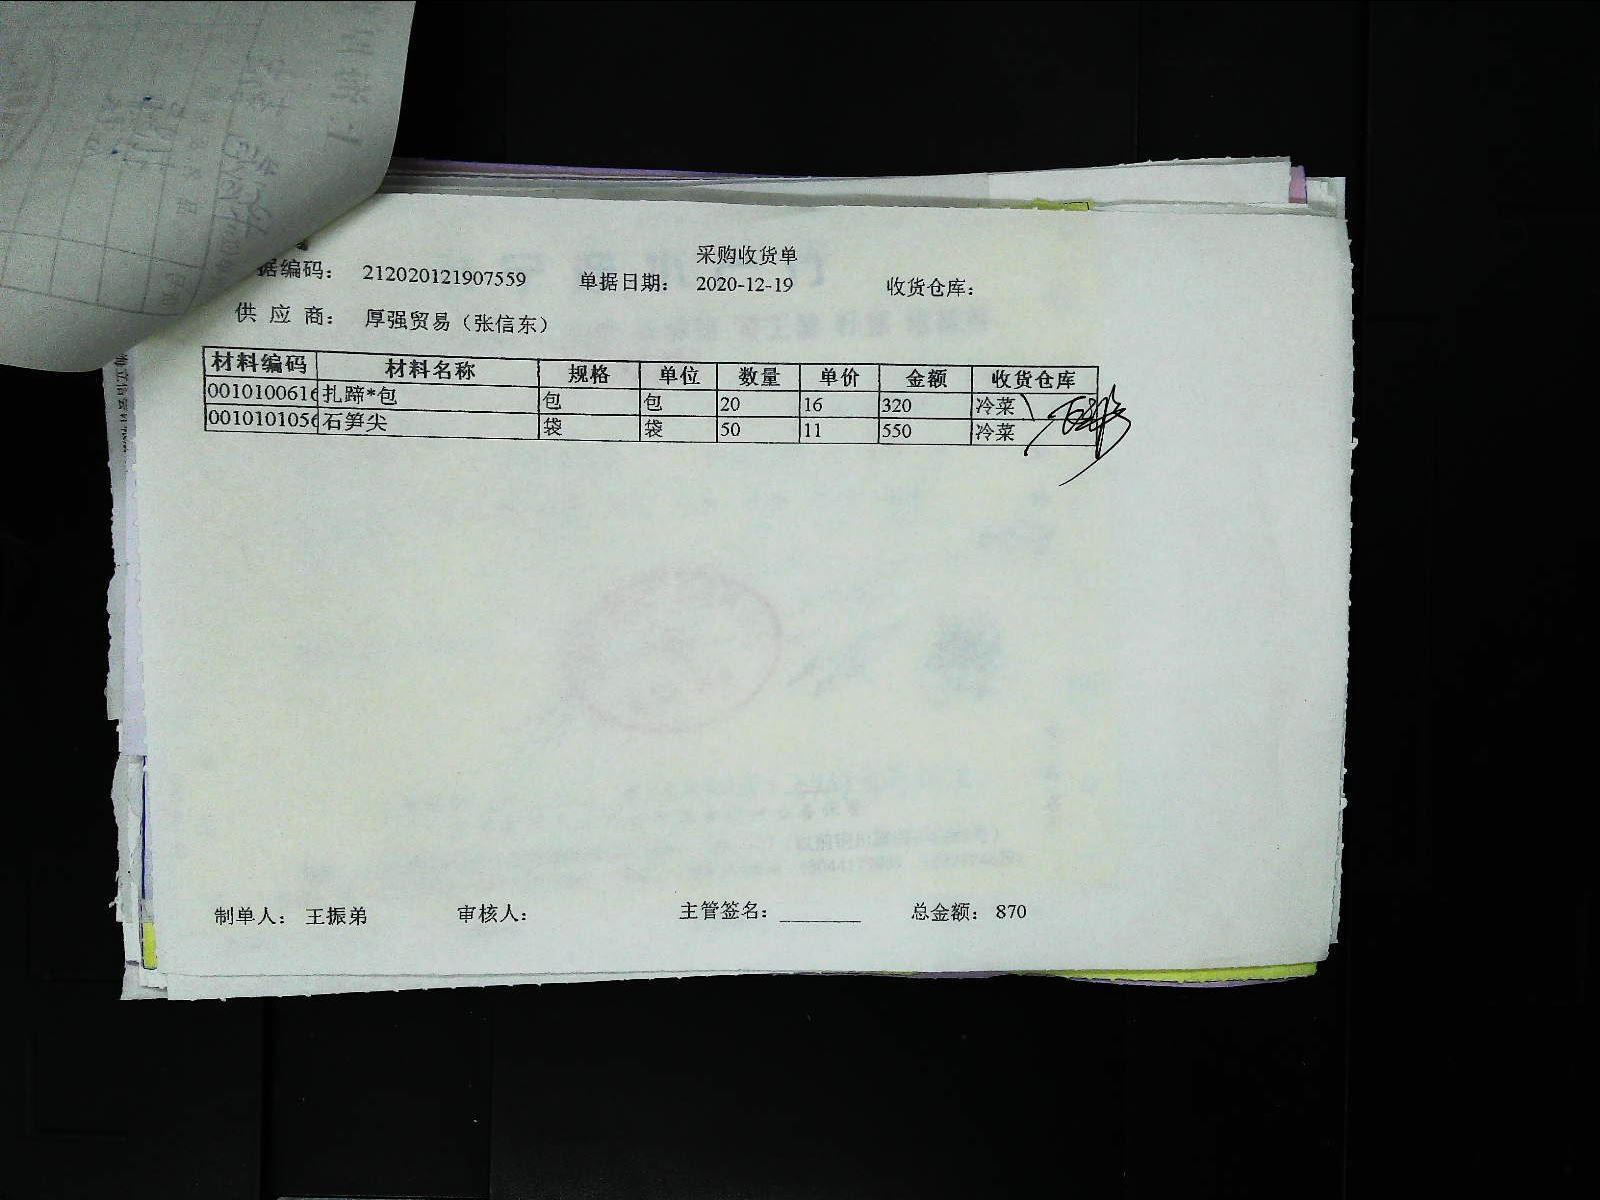 采购收货单
据编码： 212020121907559 单据日期： 2020-12-19 收货仓库：
供 应 商： 厚强贸易（张信东）
材料编码 材料名称 规格 单位 数量 单价 金额 收货仓库
0010100616 扎蹄*包 包 包 20 16 320 冷菜
0010101056 石笋尖 袋 袋 50 11 550 冷菜
制单人： 王振弟 审核人： 主管签名： 总金额： 870